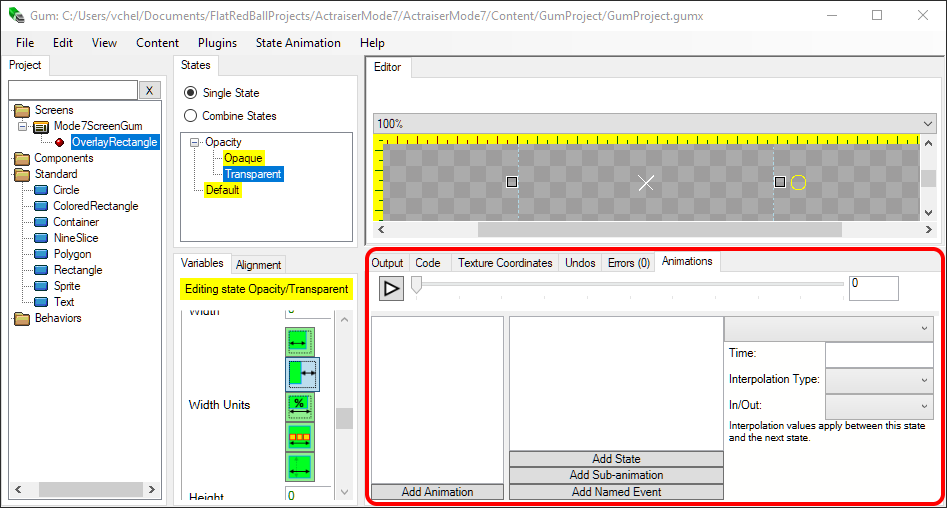 Gum: C:/Users/vchel/Documents/FlatRedBallProjects/ActraiserMode7/ActraiserMode7/Content/GumProject/GumProject.gumx
File Edit View Content Plugins State Animation Help
Project
X
Screens
Mode7ScreenGum
OverlayRectangle
Components
Standard
Circle
ColoredRectangle
Container
NineSlice
Polygon
Rectangle
Sprite
Text
Behaviors
States
Single State
Combine States
Opacity
Opaque
Transparent
Default
Variables Alignment
Editing state Opacity/Transparent
Width
Width Units
%
Height 0
Editor
100%
Output Code Texture Coordinates Undos Errors (0) Animations
0
Time:
Interpolation Type:
In/Out:
Interpolation values apply between this state
and the next state.
Add Animation
Add State
Add Sub-animation
Add Named Event